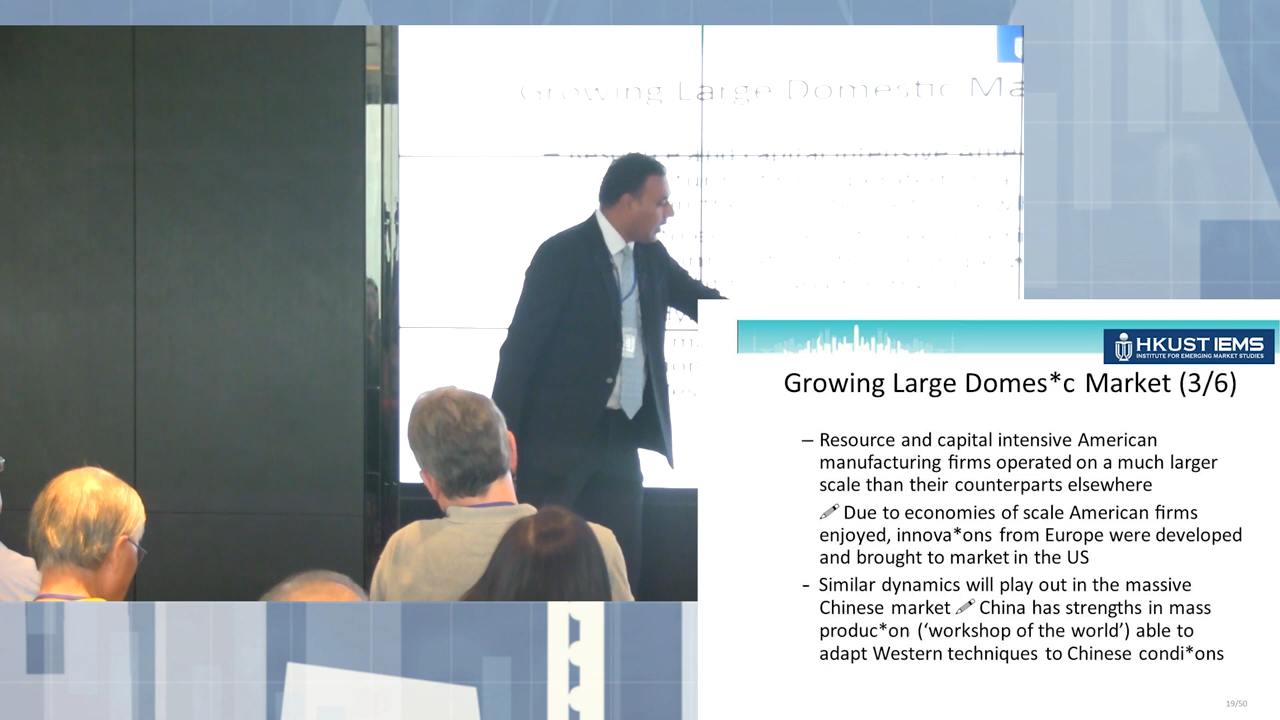 Growing Large Domestic Ma
HKUST IEMS
INSTITUTE FOR EMERGING MARKET STUDIES
Growing Large Domes*c Market (3/6)
– Resource and capital intensive American
manufacturing firms operated on a much larger
scale than their counterparts elsewhere
Due to economies of scale American firms
enjoyed, innova*ons from Europe were developed
and brought to market in the US
- Similar dynamics will play out in the massive
Chinese market China has strengths in mass
produc*on (‘workshop of the world’) able to
adapt Western techniques to Chinese condi*ons
19/50